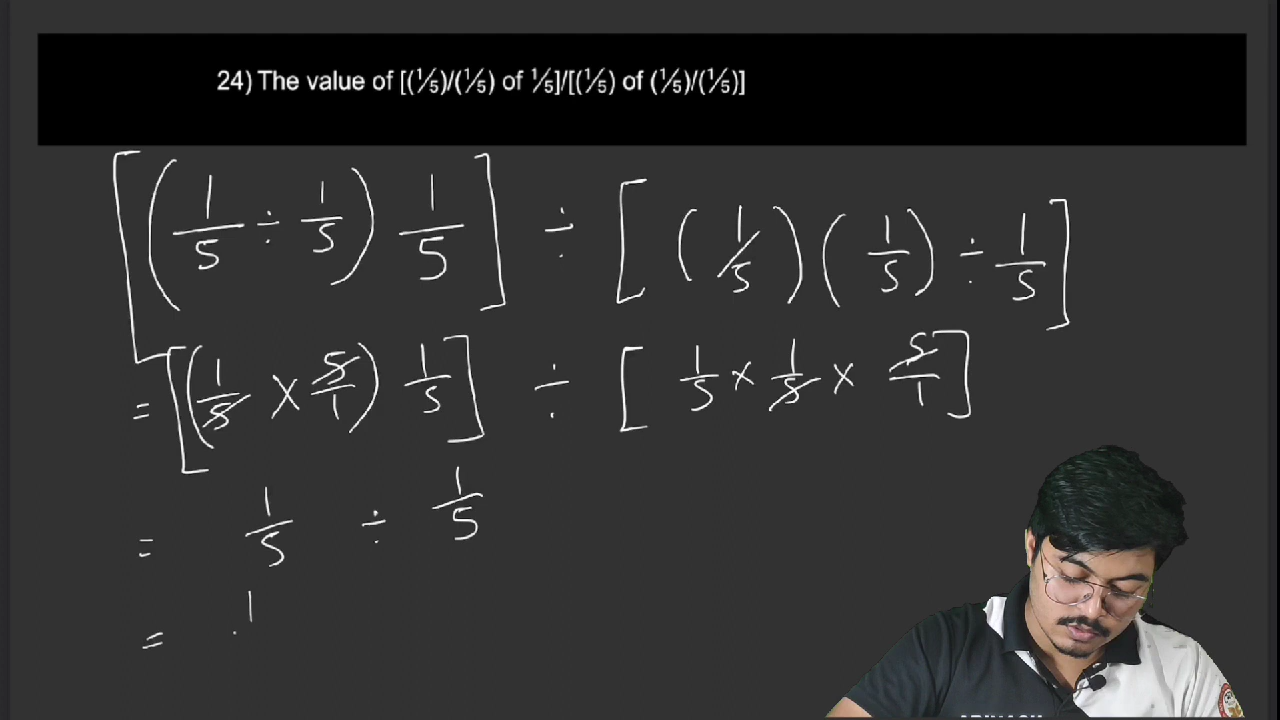 24) The value of [(⅕)/(⅕) of ⅕]/[(⅕) of (⅕)/(⅕)]
[(1/5 ÷ 1/5) 1/5] ÷ [(1/5)(1/5) ÷ 1/5]
= [(1/5 × 5/1) 1/5] ÷ [1/5 × 1/5 × 5/1]
= 1/5 ÷ 1/5
= 1